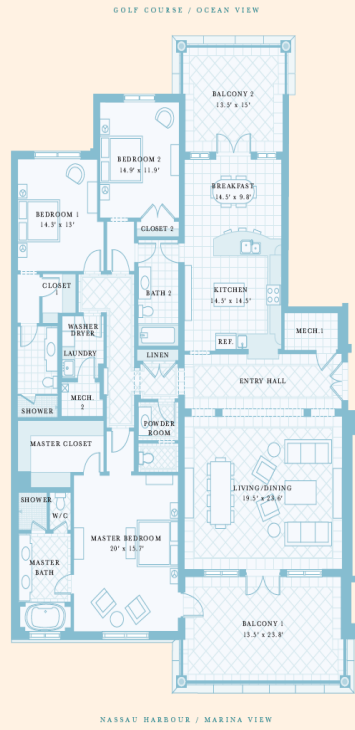 GOLF COURSE / OCEAN VIEW
BALCONY 2
13.5' x 15'
BEDROOM 2
14.9' x 11.9'
BREAKFAST
14.5' x 9.8'
BEDROOM 1
14.3' x 13'
CLOSET 2
CLOSET
1
BATH 2
KITCHEN
14.5' x 14.5'
WASHER
DRYER
MECH.1
REF.
LAUNDRY
LINEN
ENTRY HALL
MECH.
2
SHOWER
POWDER
ROOM
MASTER CLOSET
LIVING/DINING
19.5' x 23.6'
SHOWER
W/C
MASTER BEDROOM
20' x 15.7'
MASTER
BATH
BALCONY 1
13.5' x 23.8'
NASSAU HARBOUR / MARINA VIEW